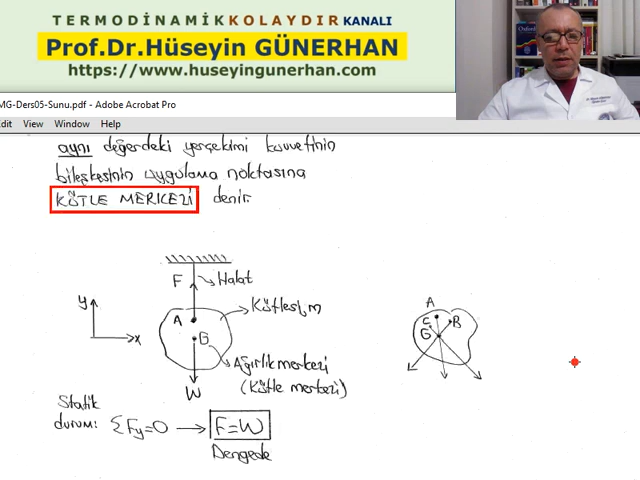 TERMODİNAMİKKOLAYDIR KANALI
Prof.Dr.Hüseyin GÜNERHAN
https://www.huseyingunerhan.com
MG-Ders05-Sunu.pdf - Adobe Acrobat Pro
Edit View Window Help
aynı değerdeki yerçekimi kuvvetinin
bileşkesinin uygulama noktasına
KÜTLE MERKEZİ denir.
F
Halat
y
A
Kütlesi, m
G
x
Ağırlık merkezi
(Kütle merkezi)
W
A
C
B
G
Statik
durum: ΣFy=0 → F=W
Dengede